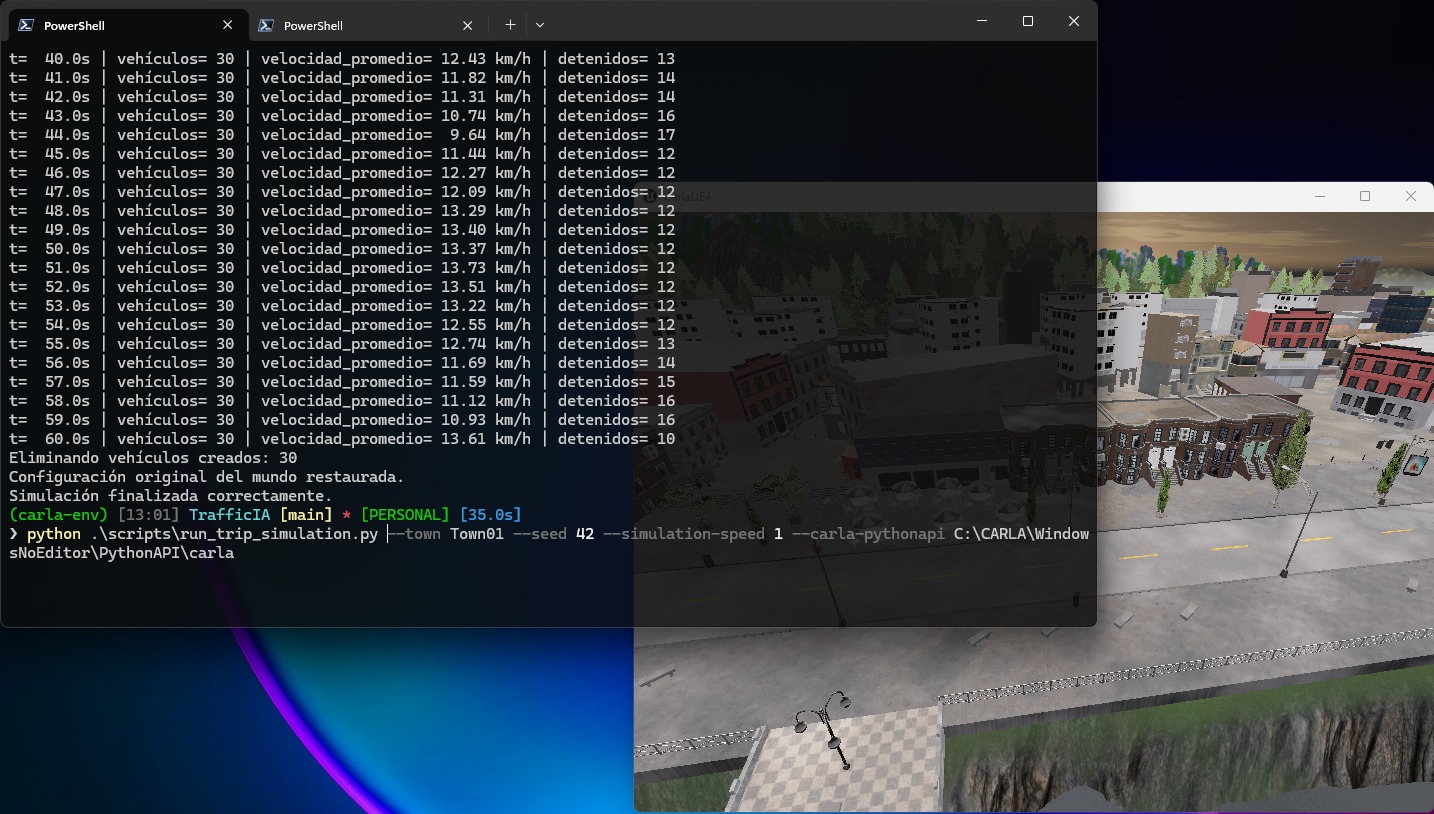 PowerShell
PowerShell
t=  40.0s | vehículos= 30 | velocidad_promedio= 12.43 km/h | detenidos= 13
t=  41.0s | vehículos= 30 | velocidad_promedio= 11.82 km/h | detenidos= 14
t=  42.0s | vehículos= 30 | velocidad_promedio= 11.31 km/h | detenidos= 14
t=  43.0s | vehículos= 30 | velocidad_promedio= 10.74 km/h | detenidos= 16
t=  44.0s | vehículos= 30 | velocidad_promedio=  9.64 km/h | detenidos= 17
t=  45.0s | vehículos= 30 | velocidad_promedio= 11.44 km/h | detenidos= 12
t=  46.0s | vehículos= 30 | velocidad_promedio= 12.27 km/h | detenidos= 12
t=  47.0s | vehículos= 30 | velocidad_promedio= 12.09 km/h | detenidos= 12
t=  48.0s | vehículos= 30 | velocidad_promedio= 13.29 km/h | detenidos= 12
t=  49.0s | vehículos= 30 | velocidad_promedio= 13.40 km/h | detenidos= 12
t=  50.0s | vehículos= 30 | velocidad_promedio= 13.37 km/h | detenidos= 12
t=  51.0s | vehículos= 30 | velocidad_promedio= 13.73 km/h | detenidos= 12
t=  52.0s | vehículos= 30 | velocidad_promedio= 13.51 km/h | detenidos= 12
t=  53.0s | vehículos= 30 | velocidad_promedio= 13.22 km/h | detenidos= 12
t=  54.0s | vehículos= 30 | velocidad_promedio= 12.55 km/h | detenidos= 12
t=  55.0s | vehículos= 30 | velocidad_promedio= 12.74 km/h | detenidos= 13
t=  56.0s | vehículos= 30 | velocidad_promedio= 11.69 km/h | detenidos= 14
t=  57.0s | vehículos= 30 | velocidad_promedio= 11.59 km/h | detenidos= 15
t=  58.0s | vehículos= 30 | velocidad_promedio= 11.12 km/h | detenidos= 16
t=  59.0s | vehículos= 30 | velocidad_promedio= 10.93 km/h | detenidos= 16
t=  60.0s | vehículos= 30 | velocidad_promedio= 13.61 km/h | detenidos= 10
Eliminando vehículos creados: 30
Configuración original del mundo restaurada.
Simulación finalizada correctamente.
(carla-env) [13:01] TrafficIA [main] * [PERSONAL] [35.0s]
❯ python .\scripts\run_trip_simulation.py --town Town01 --seed 42 --simulation-speed 1 --carla-pythonapi C:\CARLA\Window
sNoEditor\PythonAPI\carla